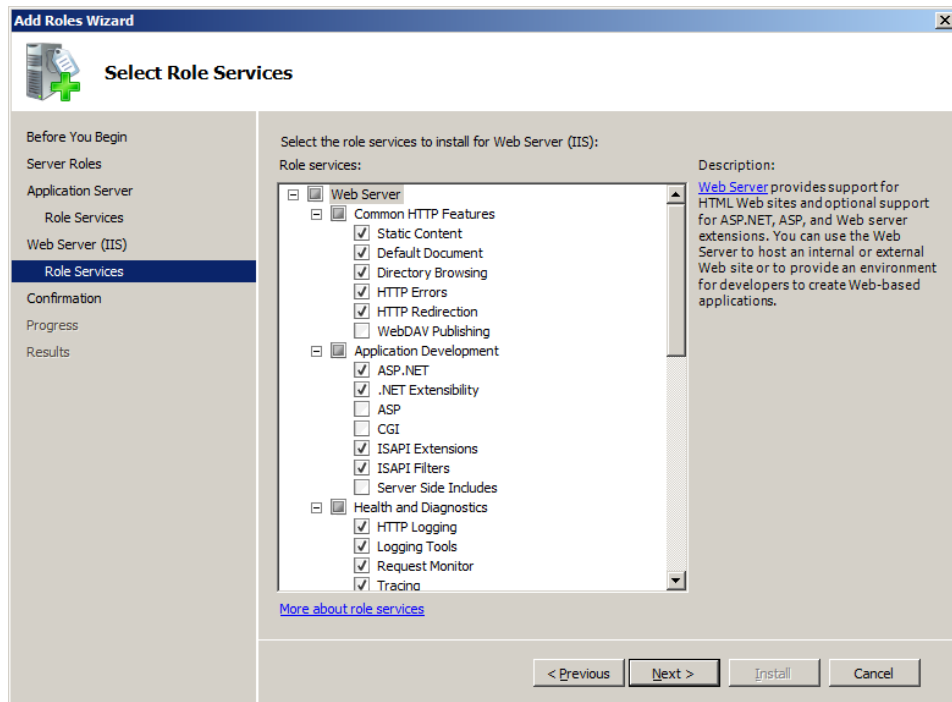 Add Roles Wizard
Select Role Services
Before You Begin
Server Roles
Application Server
Role Services
Web Server (IIS)
Role Services
Confirmation
Progress
Results
Select the role services to install for Web Server (IIS):
Role services:
Web Server
Common HTTP Features
Static Content
Default Document
Directory Browsing
HTTP Errors
HTTP Redirection
WebDAV Publishing
Application Development
ASP.NET
.NET Extensibility
ASP
CGI
ISAPI Extensions
ISAPI Filters
Server Side Includes
Health and Diagnostics
HTTP Logging
Logging Tools
Request Monitor
Tracing
More about role services
Description:
Web Server provides support for
HTML Web sites and optional support
for ASP.NET, ASP, and Web server
extensions. You can use the Web
Server to host an internal or external
Web site or to provide an environment
for developers to create Web-based
applications.
< Previous
Next >
Install
Cancel